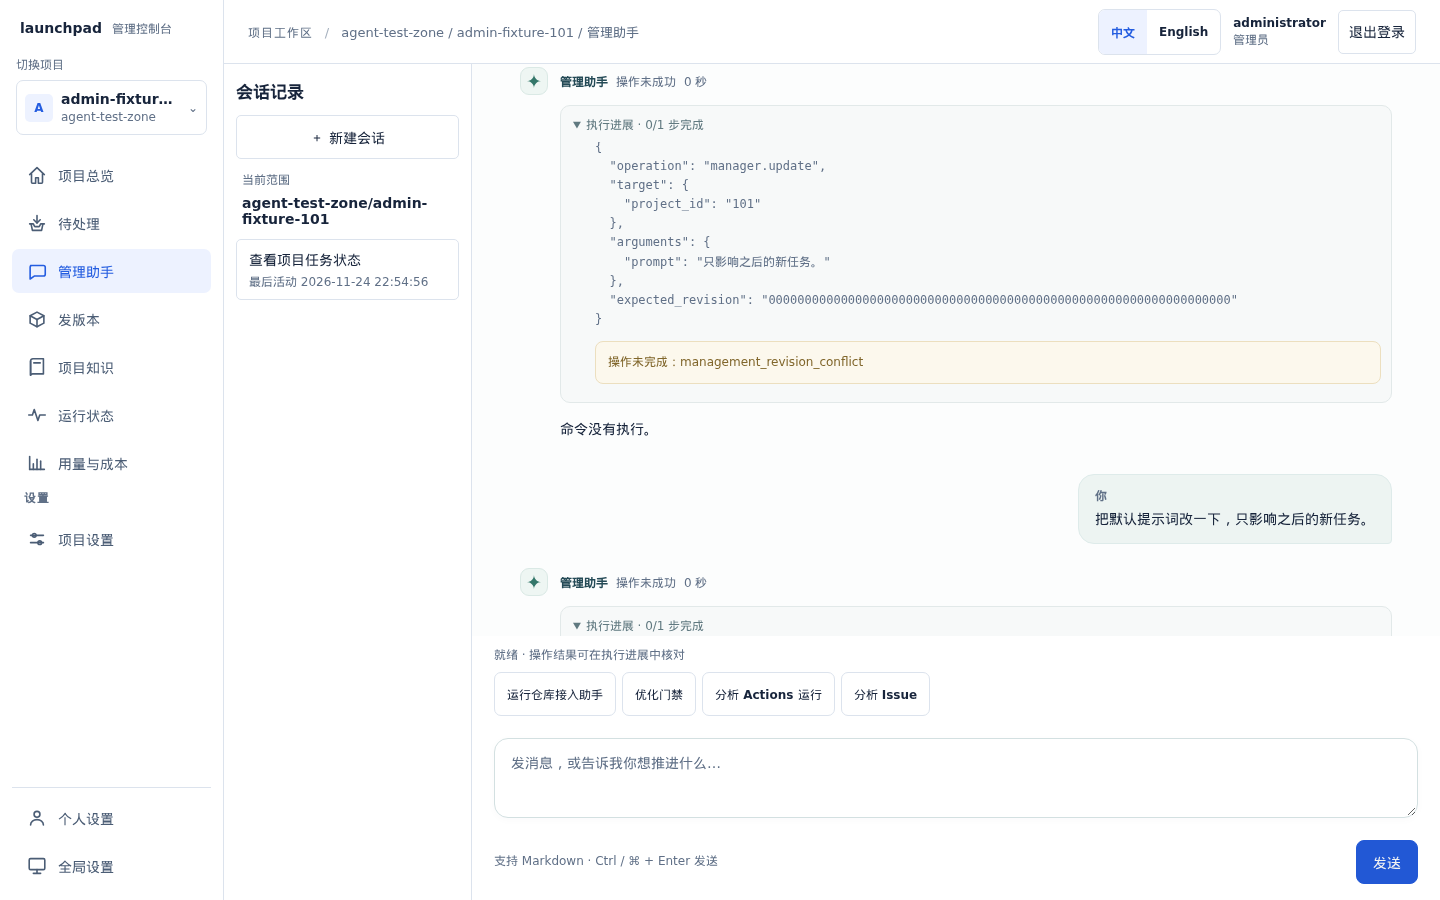 launchpad 管理控制台
切换项目
A
admin-fixtur...
agent-test-zone
项目总览
待处理
管理助手
发版本
项目知识
运行状态
用量与成本
设置
项目设置
个人设置
全局设置
项目工作区 / agent-test-zone / admin-fixture-101 / 管理助手
中文 English
administrator
管理员
退出登录
会话记录
+ 新建会话
当前范围
agent-test-zone/admin-
fixture-101
查看项目任务状态
最后活动 2026-11-24 22:54:56
管理助手 操作未成功 0 秒
▼ 执行进展 · 0/1 步完成
{
"operation": "manager.update",
"target": {
"project_id": "101"
},
"arguments": {
"prompt": "只影响之后的新任务。"
},
"expected_revision": "0000000000000000000000000000000000000000000000000000000000000000"
}
操作未完成：management_revision_conflict
命令没有执行。
你
把默认提示词改一下，只影响之后的新任务。
管理助手 操作未成功 0 秒
▼ 执行进展 · 0/1 步完成
就绪 · 操作结果可在执行进展中核对
运行仓库接入助手 优化门禁 分析 Actions 运行 分析 Issue
发消息，或告诉我你想推进什么...
支持 Markdown · Ctrl / ⌘ + Enter 发送
发送